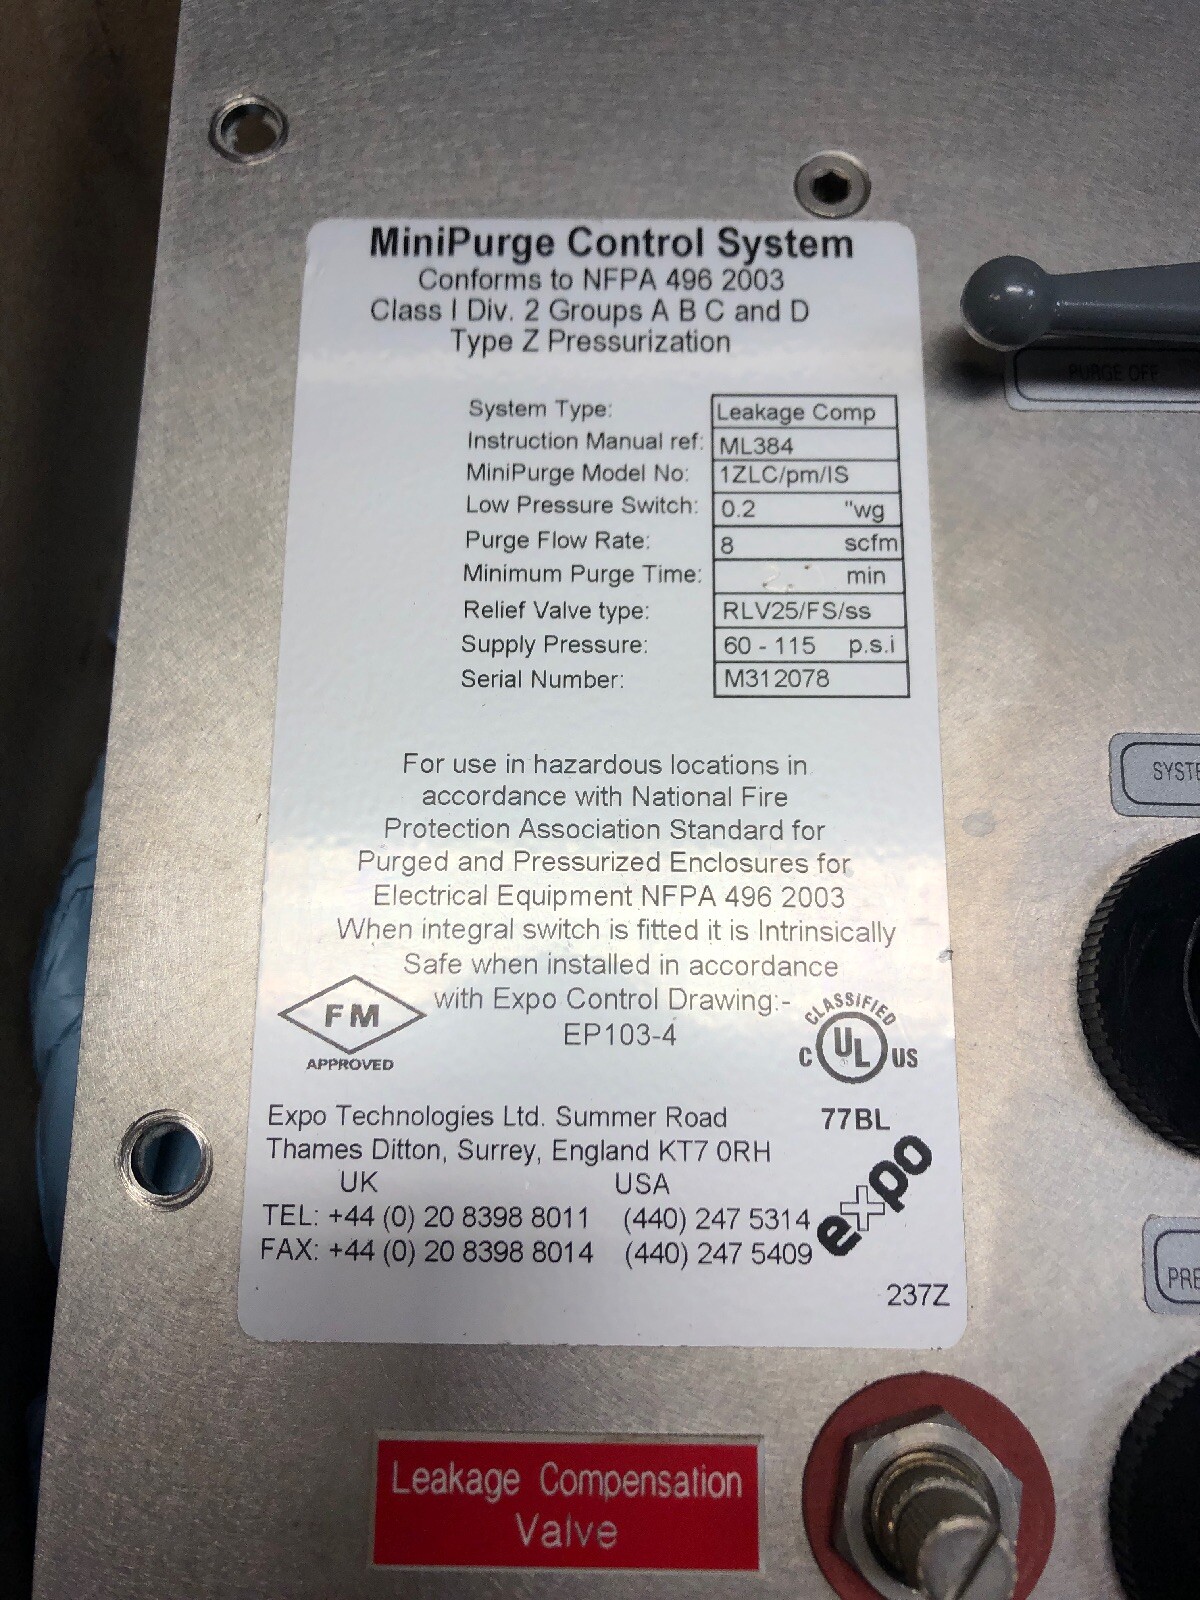 MiniPurge Control System
Conforms to NFPA 496 2003
Class I Div. 2 Groups A B C and D
Type Z Pressurization
PURGE OFF
System Type: Leakage Comp
Instruction Manual ref: ML384
MiniPurge Model No: 1ZLC/pm/IS
Low Pressure Switch: 0.2 "wg
Purge Flow Rate: 8 scfm
Minimum Purge Time: min
Relief Valve type: RLV25/FS/ss
Supply Pressure: 60 - 115 p.s.i
Serial Number: M312078
SYSTE
For use in hazardous locations in
accordance with National Fire
Protection Association Standard for
Purged and Pressurized Enclosures for
Electrical Equipment NFPA 496 2003
When integral switch is fitted it is Intrinsically
Safe when installed in accordance
with Expo Control Drawing:-
EP103-4
FM
APPROVED
CLASSIFIED
C UL US
77BL
Expo Technologies Ltd. Summer Road
Thames Ditton, Surrey, England KT7 0RH
UK USA
TEL: +44 (0) 20 8398 8011 (440) 247 5314
FAX: +44 (0) 20 8398 8014 (440) 247 5409
expo
237Z
PRE
Leakage Compensation
Valve